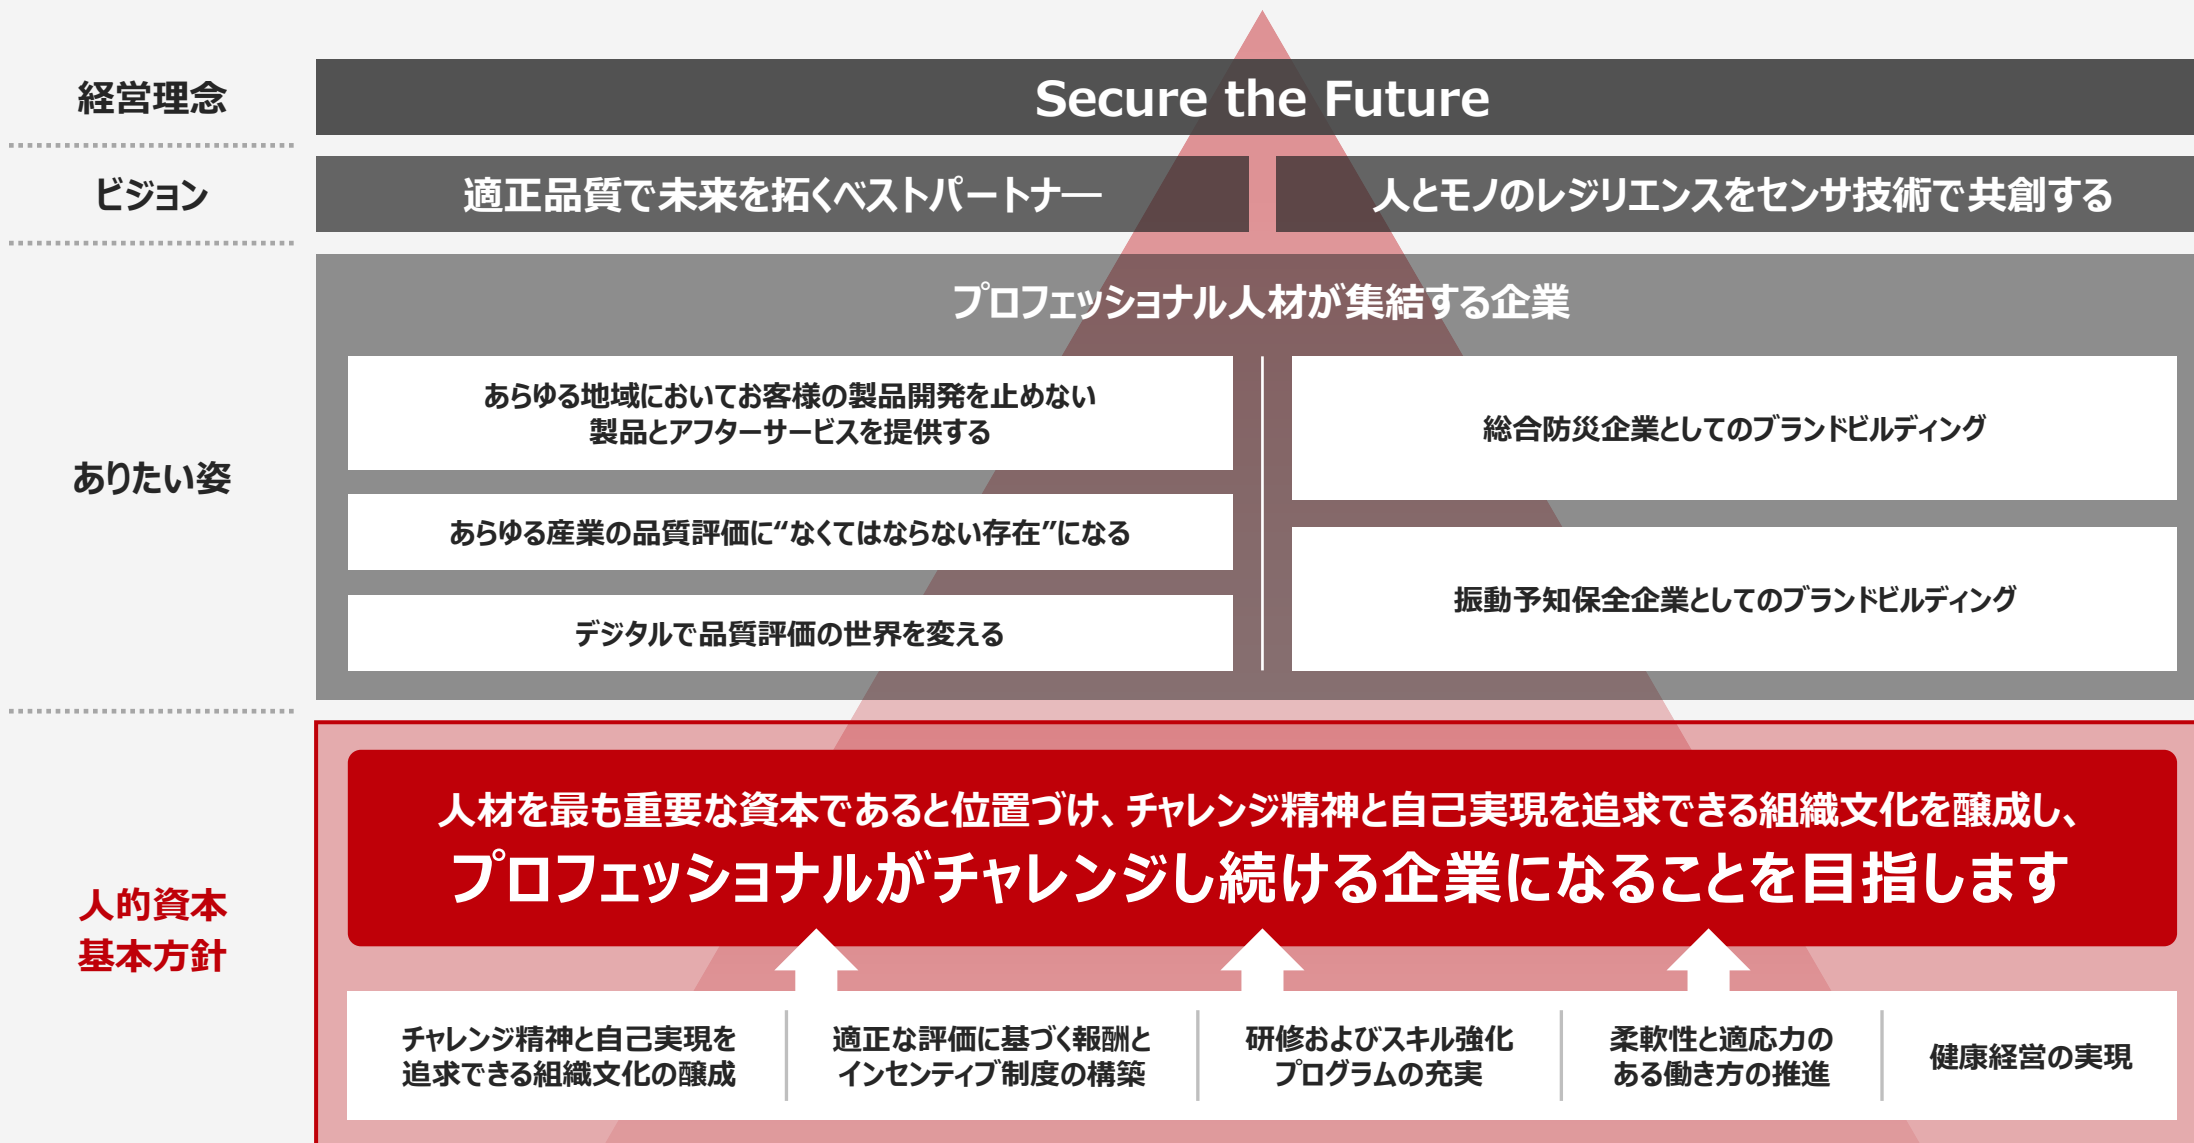 経営理念
Secure the Future
ビジョン
適正品質で未来を拓くベストパートナー
人とモノのレジリエンスをセンサ技術で共創する
ありたい姿
プロフェッショナル人材が集結する企業
あらゆる地域においてお客様の製品開発を止めない
製品とアフターサービスを提供する
あらゆる産業の品質評価に“なくてはならない存在”になる
デジタルで品質評価の世界を変える
総合防災企業としてのブランドビルディング
振動予知保全企業としてのブランドビルディング
人的資本
基本方針
人材を最も重要な資本であると位置づけ、チャレンジ精神と自己実現を追求できる組織文化を醸成し、
プロフェッショナルがチャレンジし続ける企業になることを目指します
チャレンジ精神と自己実現を
追求できる組織文化の醸成
適正な評価に基づく報酬と
インセンティブ制度の構築
研修およびスキル強化
プログラムの充実
柔軟性と適応力の
ある働き方の推進
健康経営の実現